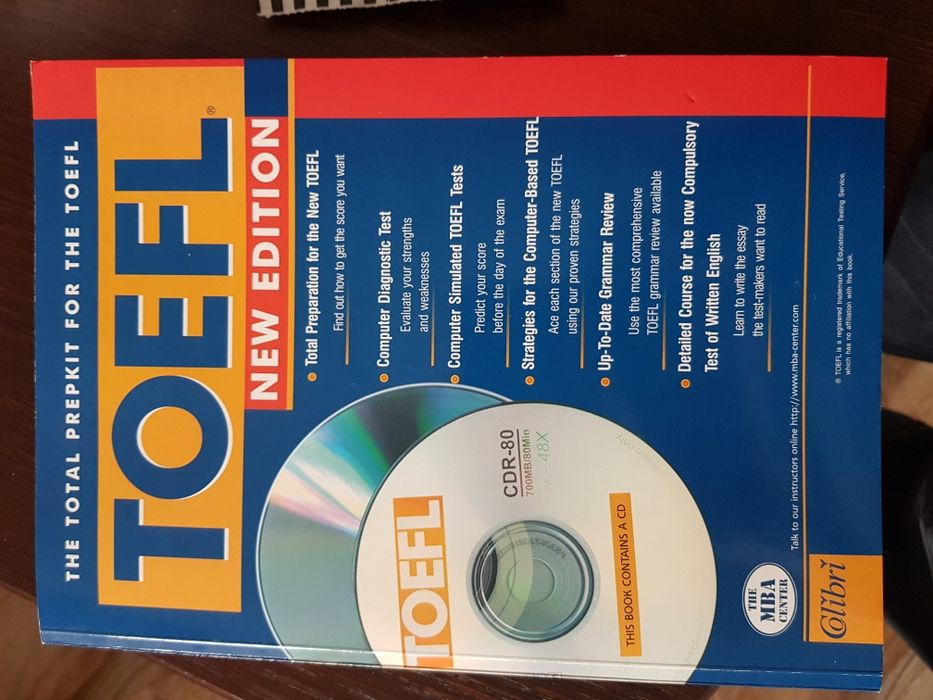 THE TOTAL PREPKIT FOR THE TOEFL
TOEFL®
NEW EDITION
Total Preparation for the New TOEFL
Find out how to get the score you want
Computer Diagnostic Test
Evaluate your strengths
and weaknesses
Computer Simulated TOEFL Tests
Predict your score
before the day of the exam
Strategies for the Computer-Based TOEFL
Ace each section of the new TOEFL
using our proven strategies
Up-To-Date Grammar Review
Use the most comprehensive
TOEFL grammar review available
Detailed Course for the now Compulsory
Test of Written English
Learn to write the essay
the test-makers want to read
TOEFL
CDR-80
700MB/80Min
48X
THIS BOOK CONTAINS A CD
THE
MBA
CENTER
Talk to our instructors online http://www.mba-center.com
Colibri
® TOEFL is a registered trademark of Educational Testing Service,
which has no affiliation with this book.